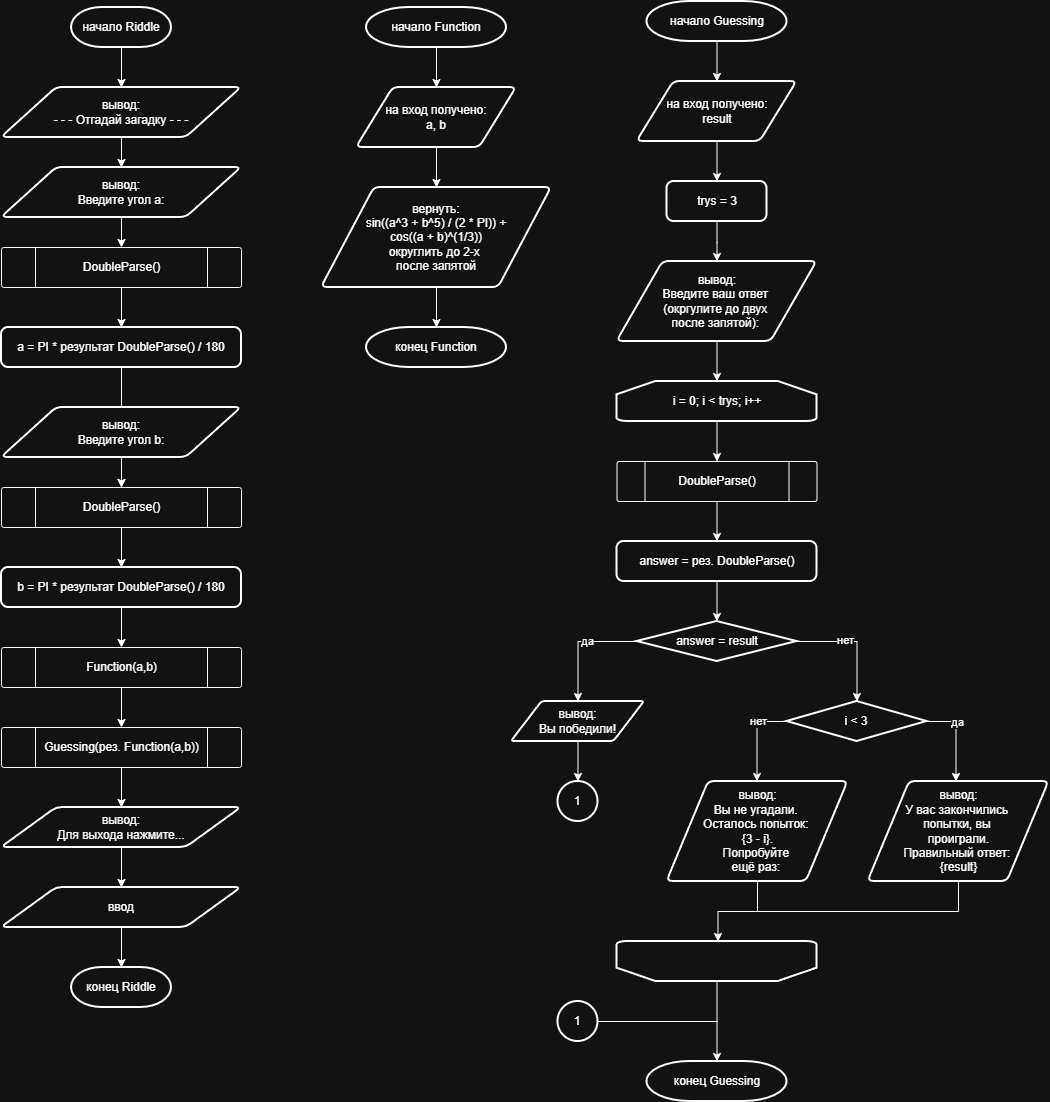 начало Riddle
вывод:
- - - Отгадай загадку - - -
вывод:
Введите угол a:
DoubleParse()
a = PI * результат DoubleParse() / 180
вывод:
Введите угол b:
DoubleParse()
b = PI * результат DoubleParse() / 180
Function(a,b)
Guessing(рез. Function(a,b))
вывод:
Для выхода нажмите...
ввод
конец Riddle
начало Function
на вход получено:
a, b
вернуть:
sin((a^3 + b^5) / (2 * PI)) +
cos((a + b)^(1/3))
округлить до 2-х
после запятой
конец Function
начало Guessing
на вход получено:
result
trys = 3
вывод:
Введите ваш ответ
(окргулите до двух
после запятой):
i = 0; i < trys; i++
DoubleParse()
answer = рез. DoubleParse()
answer = result
да
нет
вывод:
Вы победили!
1
i < 3
нет
да
вывод:
Вы не угадали.
Осталось попыток:
{3 - i}.
Попробуйте
ещё раз:
вывод:
У вас закончились
попытки, вы
проиграли.
Правильный ответ:
{result}
1
конец Guessing